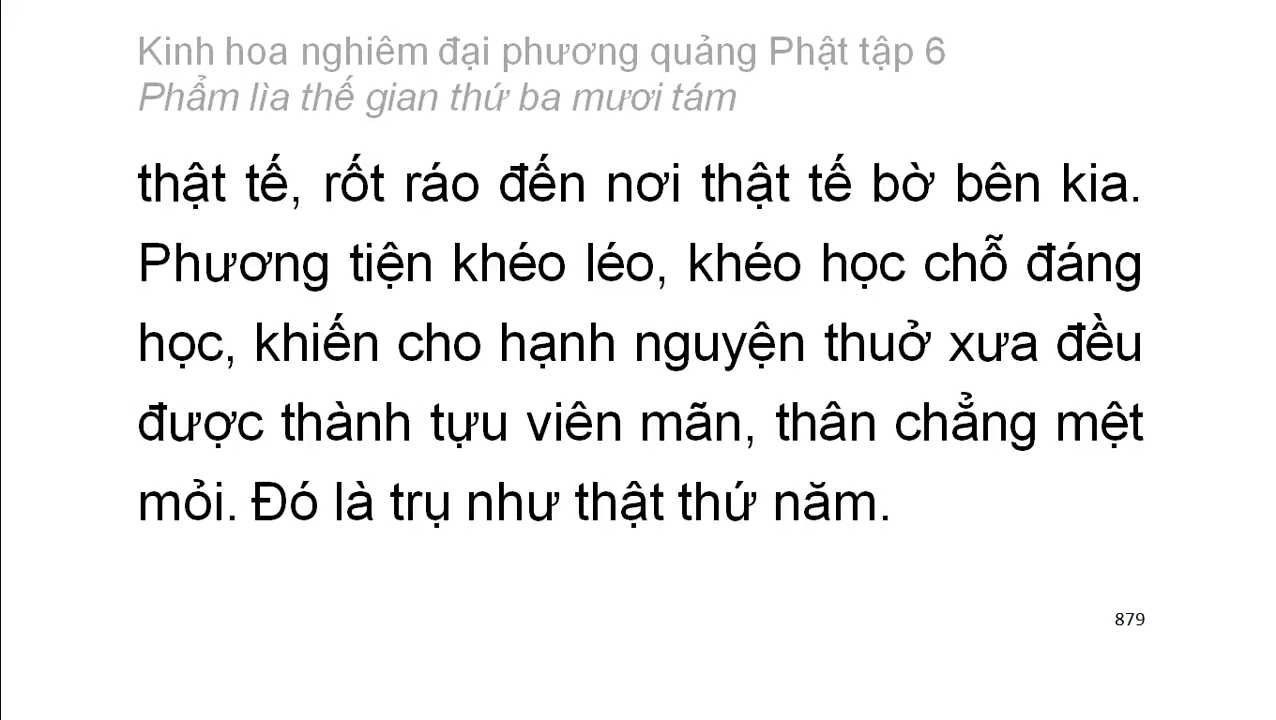 Kinh hoa nghiêm đại phương quảng Phật tập 6
Phẩm lìa thế gian thứ ba mươi tám
thật tế, rốt ráo đến nơi thật tế bờ bên kia.
Phương tiện khéo léo, khéo học chỗ đáng
học, khiến cho hạnh nguyện thuở xưa đều
được thành tựu viên mãn, thân chẳng mệt
mỏi. Đó là trụ như thật thứ năm.
879